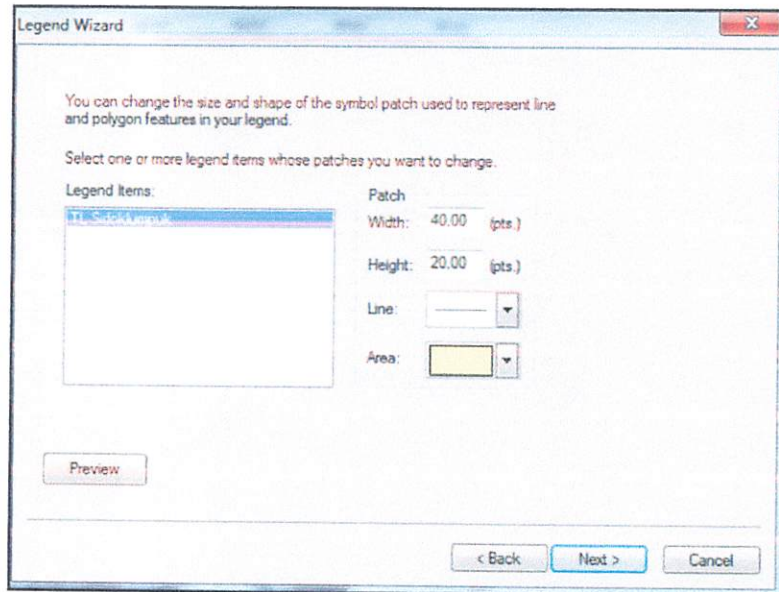 Legend Wizard
You can change the size and shape of the symbol patch used to represent line
and polygon features in your legend.
Select one or more legend items whose patches you want to change.
Legend Items:
Patch
Width: 40.00 (pts.)
Height: 20.00 (pts.)
Line:
Area:
Preview
< Back Next > Cancel